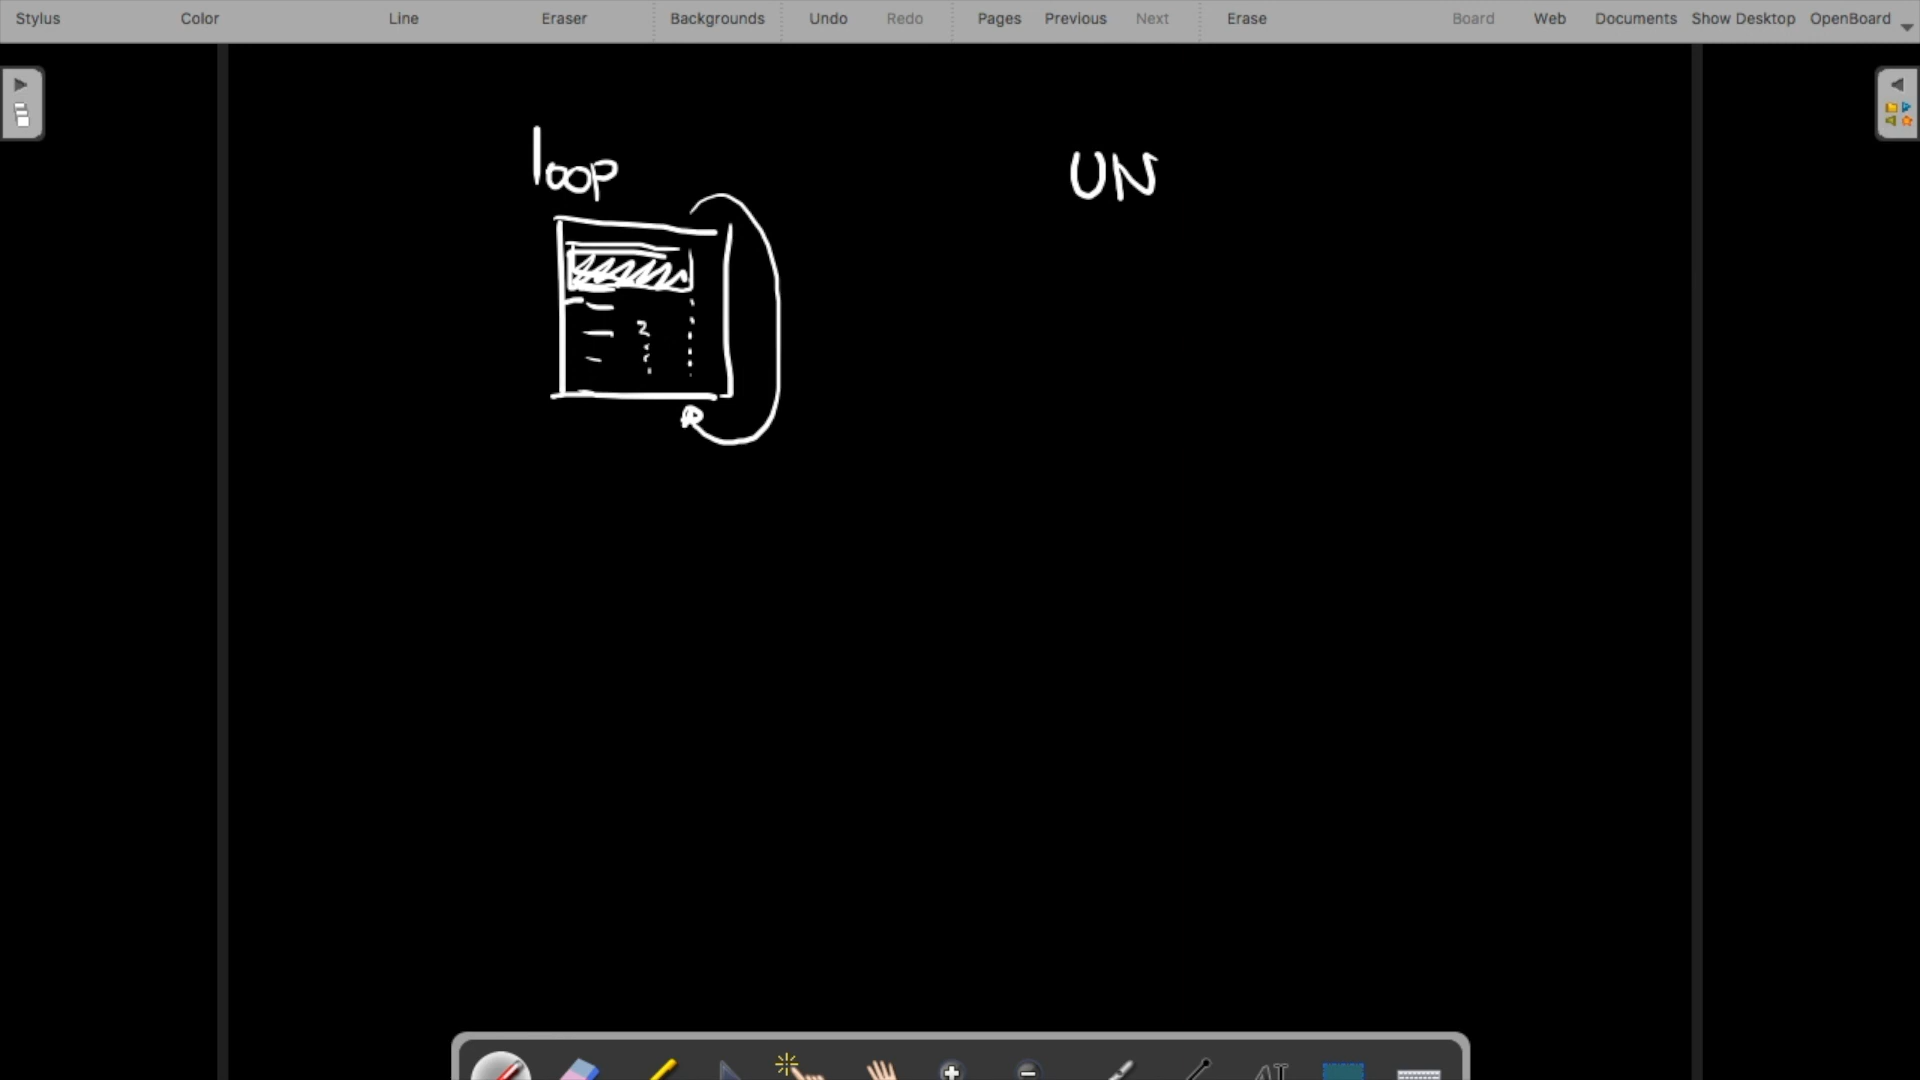 Stylus Color Line Eraser Backgrounds Undo Redo Pages Previous Next Erase Board Web Documents Show Desktop OpenBoard
loop UN
2